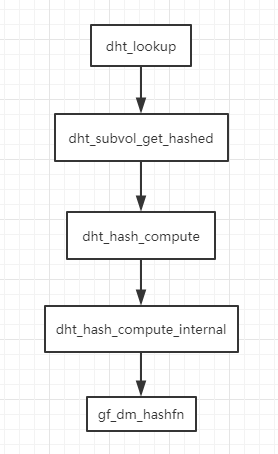 dht_lookup
dht_subvol_get_hashed
dht_hash_compute
dht_hash_compute_internal
gf_dm_hashfn